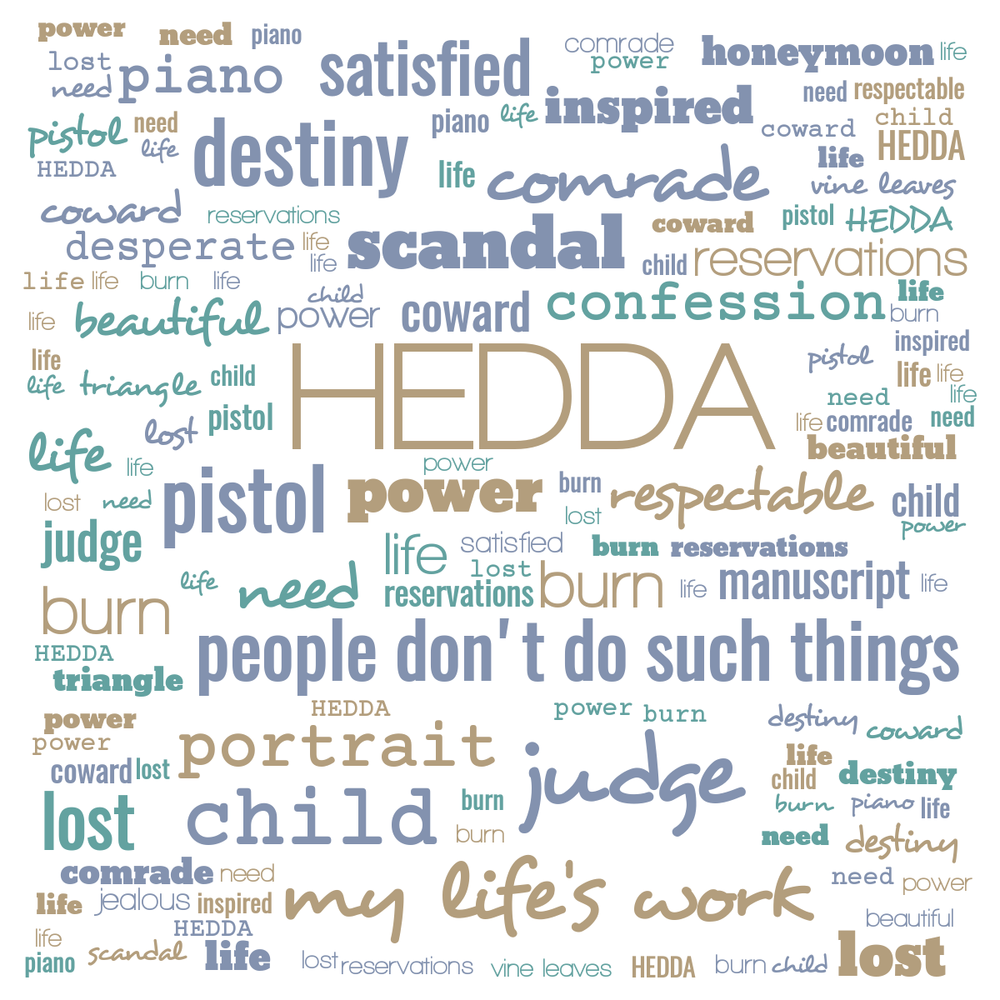 power need piano
comrade honeymoon life
lost piano satisfied power
need inspired need respectable
pistol need piano life coward child
life destiny life comrade life HEDDA
HEDDA vine leaves
coward reservations scandal coward pistol HEDDA
desperate life life child reservations
life life burn life child confession life
life beautiful power coward burn
HEDDA
life pistol inspired
life triangle child life life
need life
lost pistol life comrade need
life life power beautiful
pistol power burn respectable child
lost need lost power
judge life satisfied burn reservations
life need lost burn life manuscript life
burn reservations
people don't do such things
HEDDA
triangle
HEDDA power burn destiny
power portrait judge coward
power life
coward lost child child destiny
lost burn burn piano life
burn need destiny
comrade need my life's work need power
life jealous inspired
HEDDA beautiful
life scandal life lost
piano lost reservations vine leaves HEDDA burn child